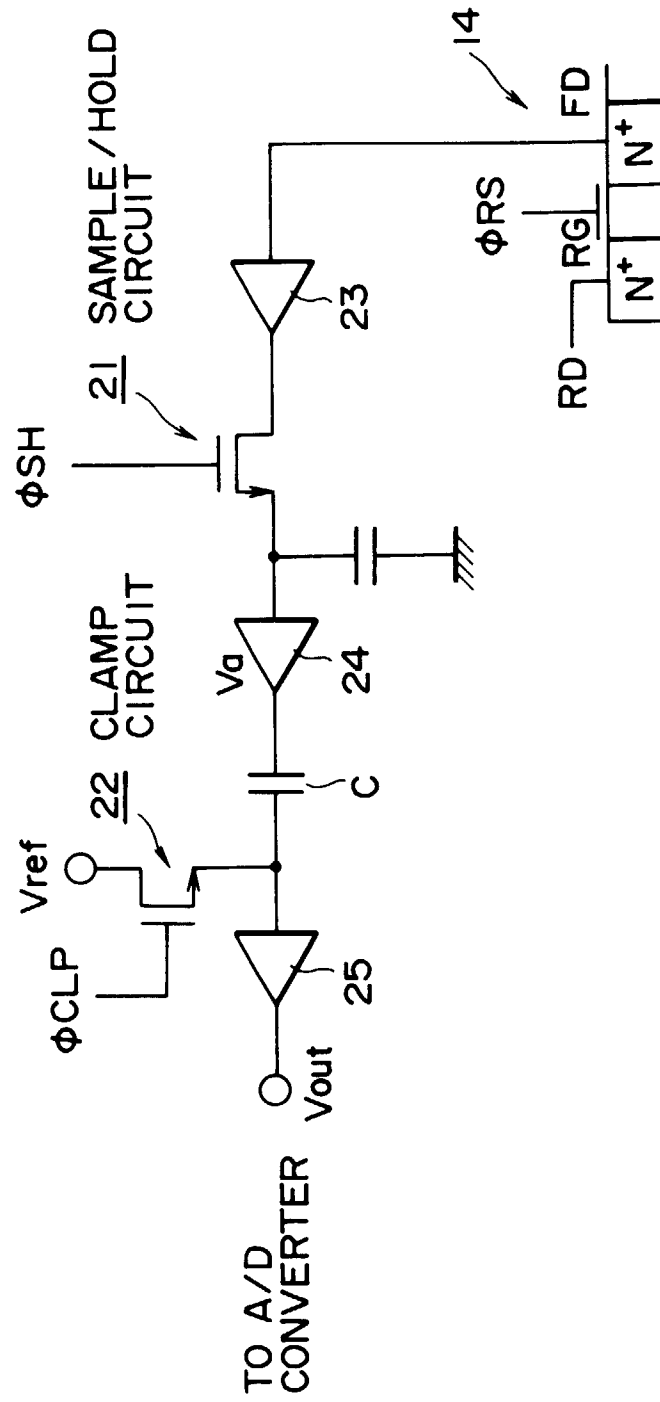 TO A/D
CONVERTER
Vout
25
ΦCLP
Vref
22 CLAMP
CIRCUIT
C
Va
24
ΦSH
21 SAMPLE/HOLD
CIRCUIT
23
14
ΦRS
RD
RG
FD
N+
N+